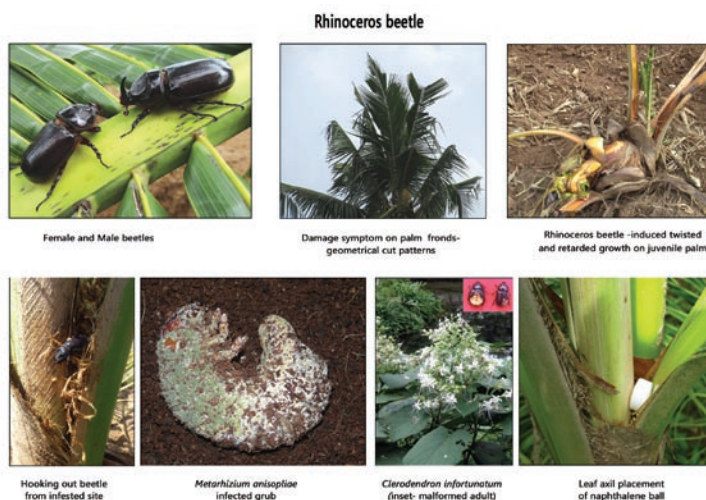 Rhinoceros beetle
Female and Male beetles
Damage symptom on palm fronds-
geometrical cut patterns
Rhinoceros beetle -induced twisted
and retarded growth on juvenile palm
Hooking out beetle
from infested site
Metarhizium anisopliae
infected grub
Clerodendron infortunatum
(inset- malformed adult)
Leaf axil placement
of naphthalene ball